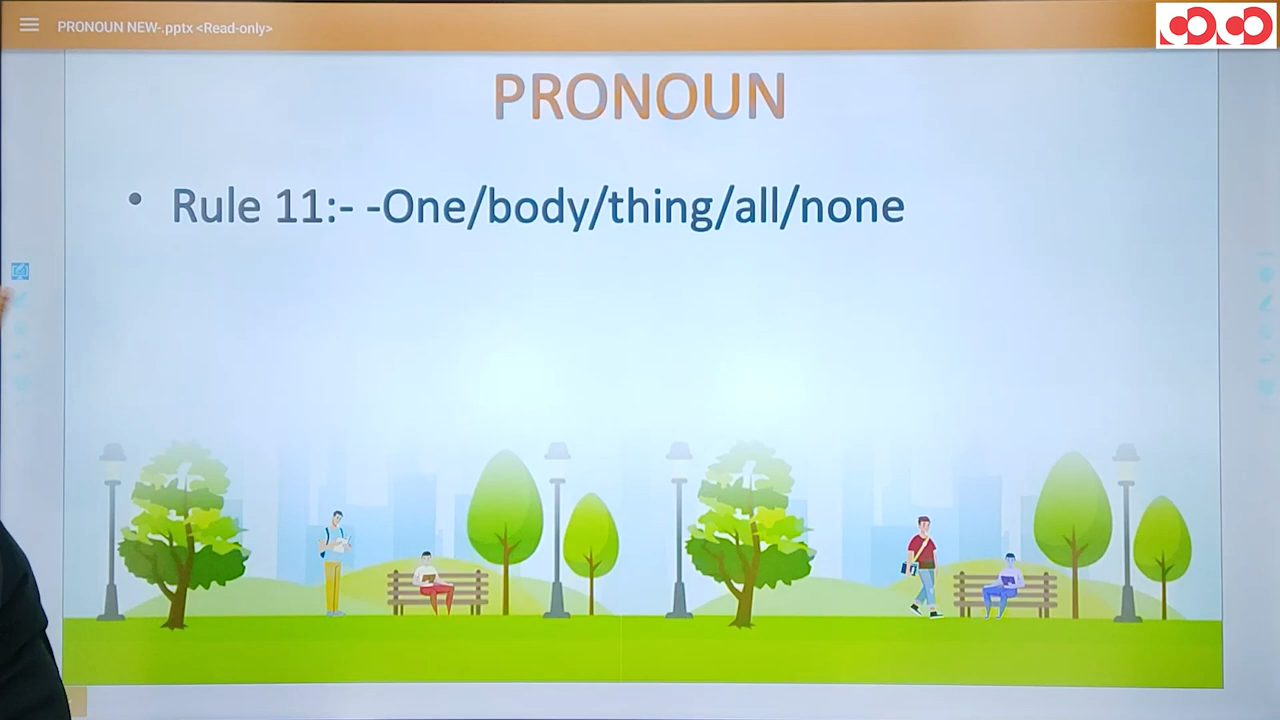 PRONOUN NEW-.pptx <Read-only>
PRONOUN
• Rule 11:- -One/body/thing/all/none